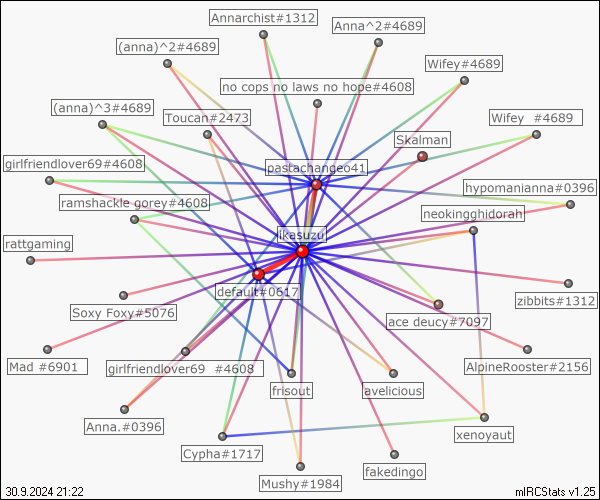 Annarchist#1312
Anna^2#4689
(anna)^2#4689
Wifey#4689
no cops no laws no hope#4608
(anna)^3#4689
Toucan#2473
Wifey #4689
Skalman
girlfriendlover69#4608
pastachangeo41
hypomanianna#0396
ramshackle gorey#4608
neokingghidorah
ikasuzu
rattgaming
default#0617
zibbits#1312
Soxy Foxy#5076
ace deucy#7097
Mad #6901
girlfriendlover69 #4608
AlpineRooster#2156
frisout
avelicious
Anna.#0396
xenoyaut
Cypha#1717
fakedingo
Mushy#1984
30.9.2024 21:22
mIRCStats v1.25